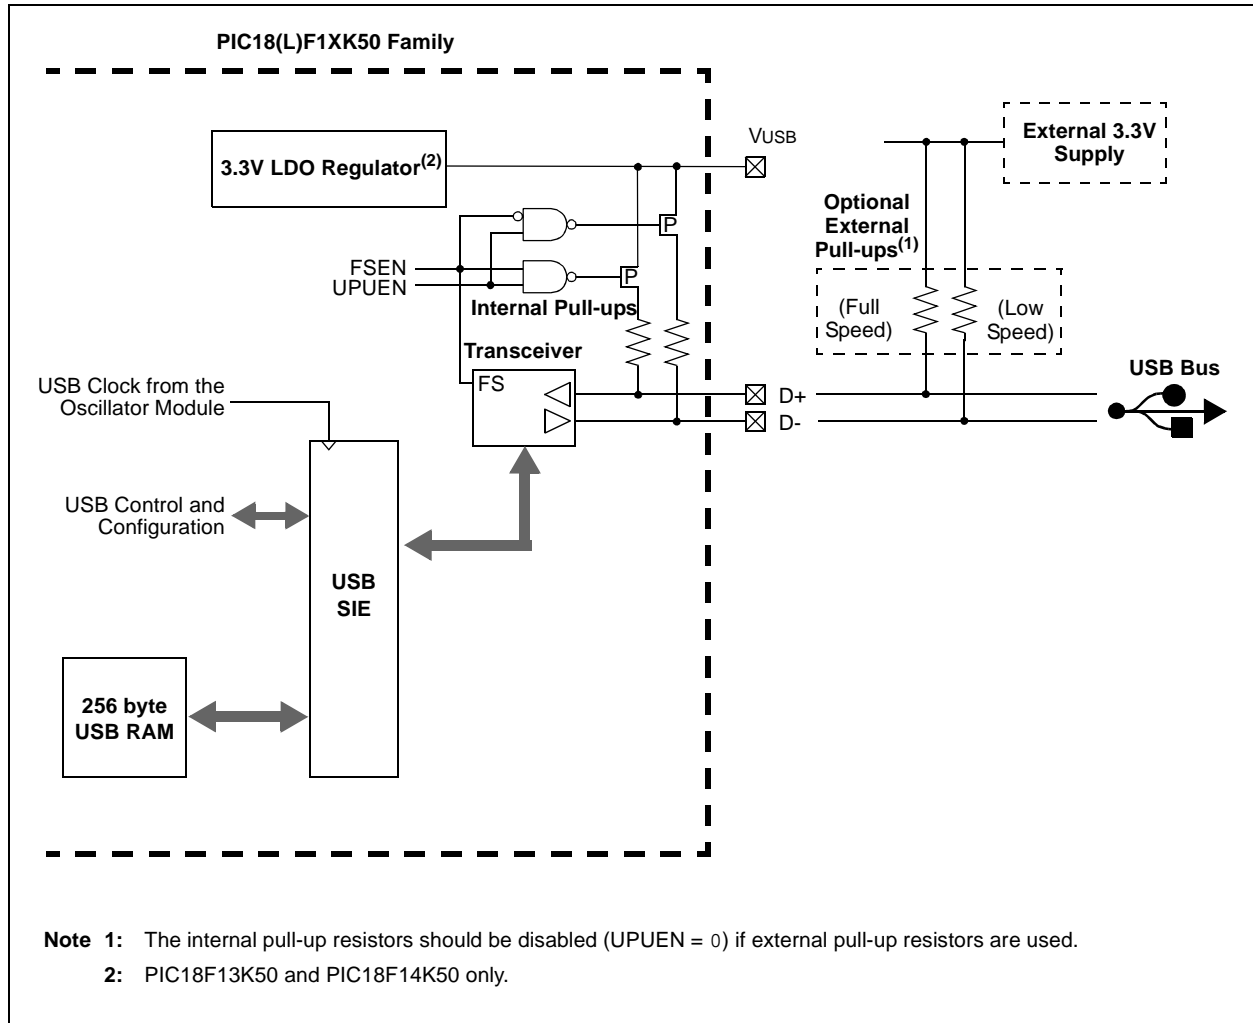 PIC18(L)F1XK50 Family
3.3V LDO Regulator(2)
VUSB
External 3.3V
Supply
Optional
External
Pull-ups(1)
P
P
FSEN
UPUEN
Internal Pull-ups
(Full
Speed)
(Low
Speed)
Transceiver
FS
USB Clock from the
Oscillator Module
D+
D-
USB Bus
USB Control and
Configuration
USB
SIE
256 byte
USB RAM
Note 1: The internal pull-up resistors should be disabled (UPUEN = 0) if external pull-up resistors are used.
2: PIC18F13K50 and PIC18F14K50 only.